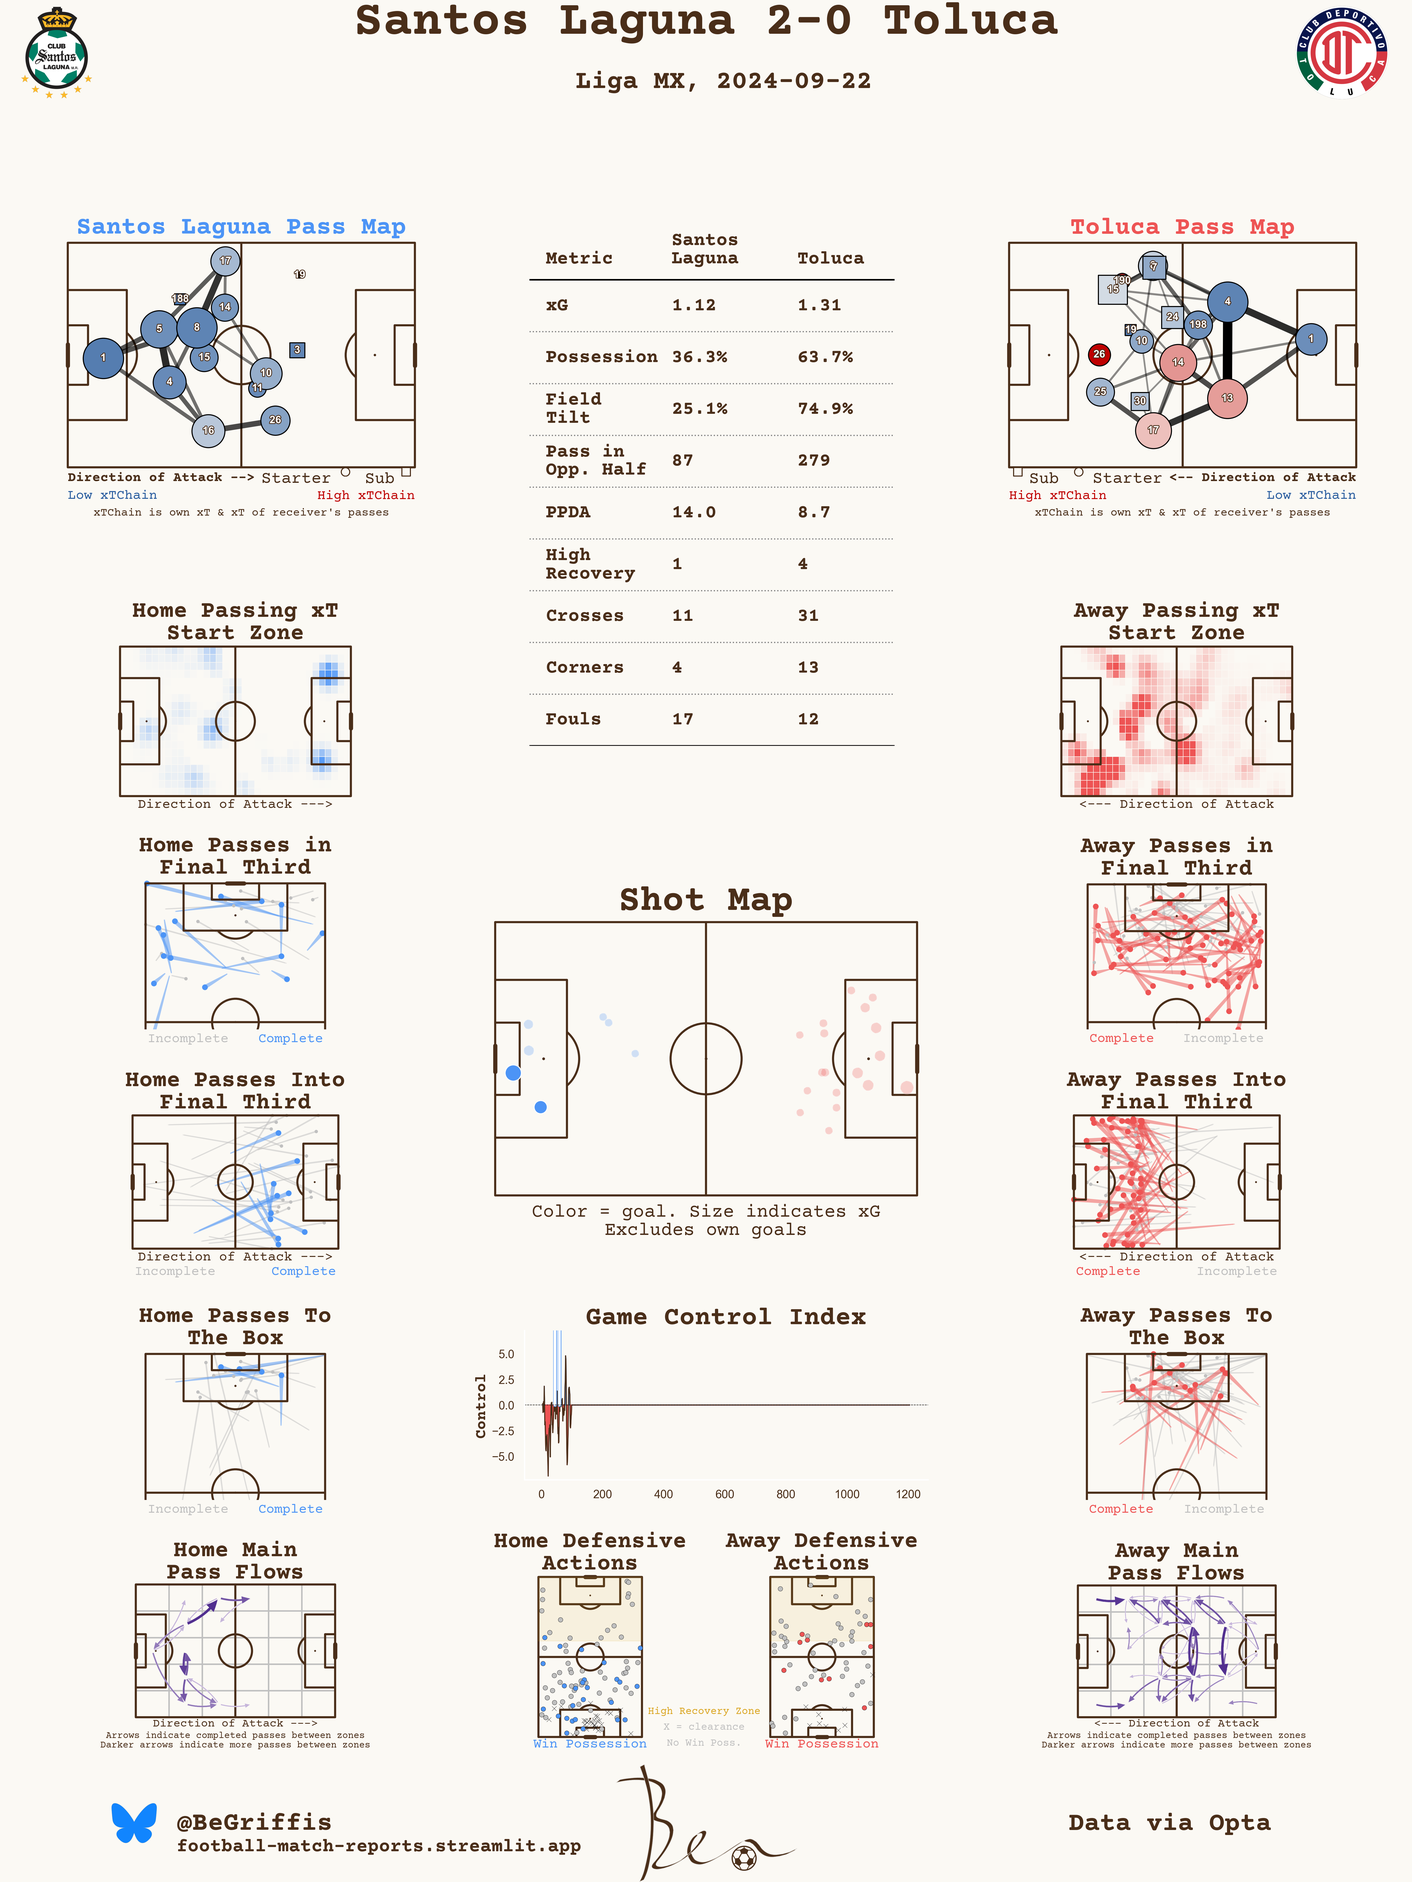 Santos Laguna 2-0 Toluca
Liga MX, 2024-09-22
CLUB
Santos
LAGUNA
CLUB DEPORTIVO
TOLUCA
Santos Laguna Pass Map
17
19
188
14
5
8
1
15
3
10
4
11
26
16
Direction of Attack --> Starter Sub
Low xTChain High xTChain
xTChain is own xT & xT of receiver's passes
Metric Santos Laguna Toluca
xG 1.12 1.31
Possession 36.3% 63.7%
Field Tilt 25.1% 74.9%
Pass in Opp. Half 87 279
PPDA 14.0 8.7
High Recovery 1 4
Crosses 11 31
Corners 4 13
Fouls 17 12
Toluca Pass Map
7
190
15
4
24
198
19
10
1
26
14
25
30
13
17
Sub Starter <-- Direction of Attack
High xTChain Low xTChain
xTChain is own xT & xT of receiver's passes
Home Passing xT
Start Zone
Direction of Attack --->
Away Passing xT
Start Zone
<--- Direction of Attack
Home Passes in
Final Third
Incomplete Complete
Away Passes in
Final Third
Complete Incomplete
Shot Map
Color = goal. Size indicates xG
Excludes own goals
Home Passes Into
Final Third
Direction of Attack --->
Incomplete Complete
Away Passes Into
Final Third
<--- Direction of Attack
Complete Incomplete
Home Passes To
The Box
Incomplete Complete
Game Control Index
Control
5.0
2.5
0.0
−2.5
−5.0
0 200 400 600 800 1000 1200
Away Passes To
The Box
Complete Incomplete
Home Main
Pass Flows
Direction of Attack --->
Arrows indicate completed passes between zones
Darker arrows indicate more passes between zones
Home Defensive
Actions
Win Possession
Away Defensive
Actions
Win Possession
High Recovery Zone
X = clearance
No Win Poss.
Away Main
Pass Flows
<--- Direction of Attack
Arrows indicate completed passes between zones
Darker arrows indicate more passes between zones
@BeGriffis
football-match-reports.streamlit.app
Ben
Data via Opta